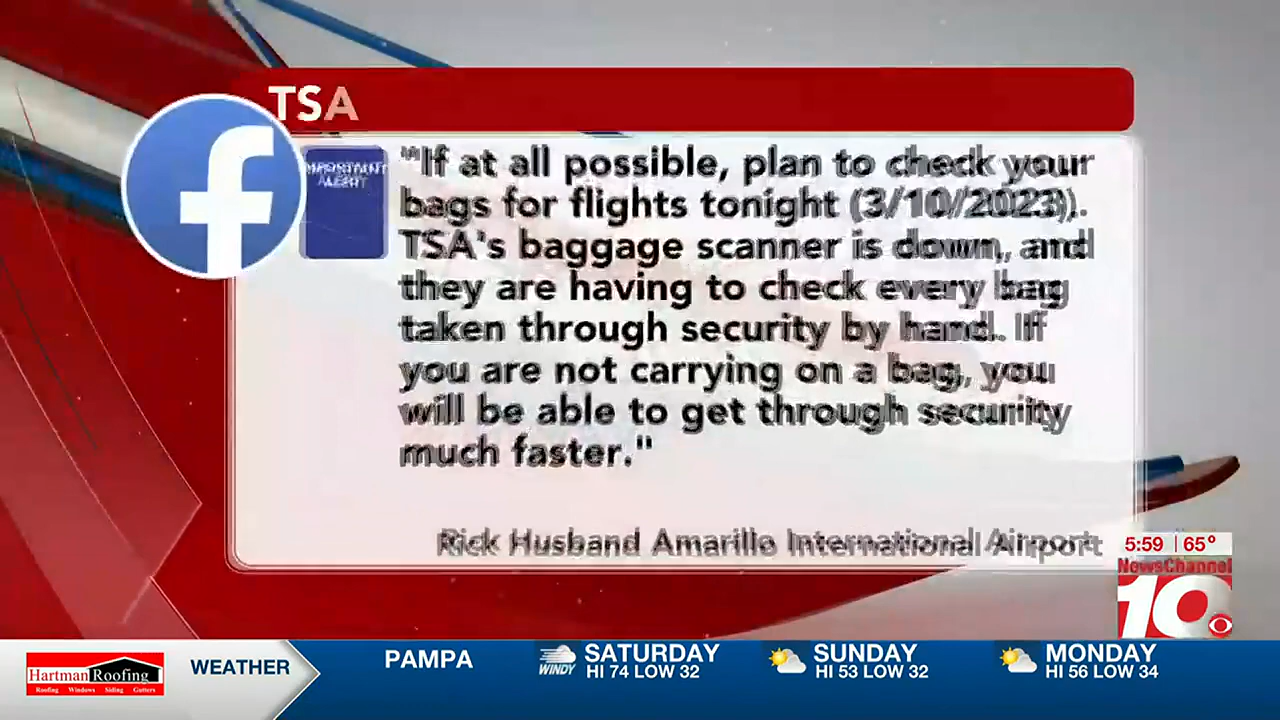 TSA
IMPORTANT
ALERT
"If at all possible, plan to check your
bags for flights tonight (3/10/2023).
TSA's baggage scanner is down, and
they are having to check every bag
taken through security by hand. If
you are not carrying on a bag, you
will be able to get through security
much faster."
Rick Husband Amarillo International Airport
5:59 | 65°
NewsChannel
10
Hartman Roofing
Roofing Windows Siding Gutters
WEATHER
PAMPA
WINDY
SATURDAY
HI 74 LOW 32
SUNDAY
HI 53 LOW 32
MONDAY
HI 56 LOW 34